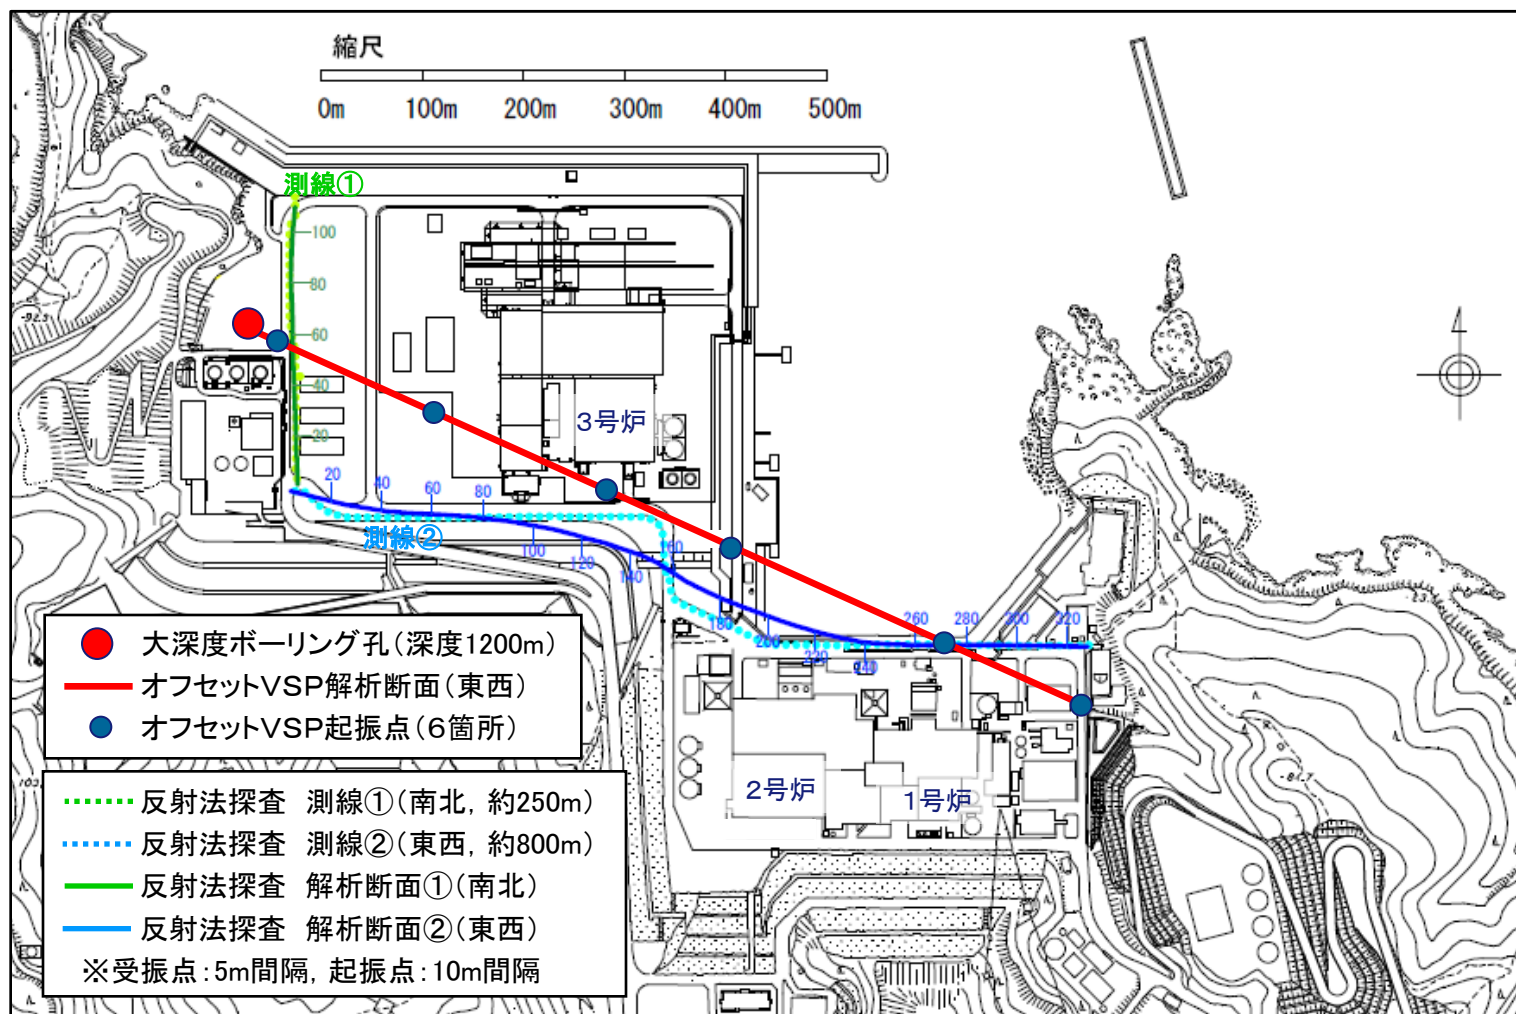 縮尺
0m 100m 200m 300m 400m 500m
測線①
100
80
60
40
20
3号炉
20 40 60 80
100 120 140 160
測線②
180 200 220 240
260 280 300 320
2号炉
1号炉
大深度ボーリング孔（深度1200m）
オフセットVSP解析断面（東西）
オフセットVSP起振点（6箇所）
反射法探査 測線①（南北，約250m）
反射法探査 測線②（東西，約800m）
反射法探査 解析断面①（南北）
反射法探査 解析断面②（東西）
※受振点：5m間隔，起振点：10m間隔